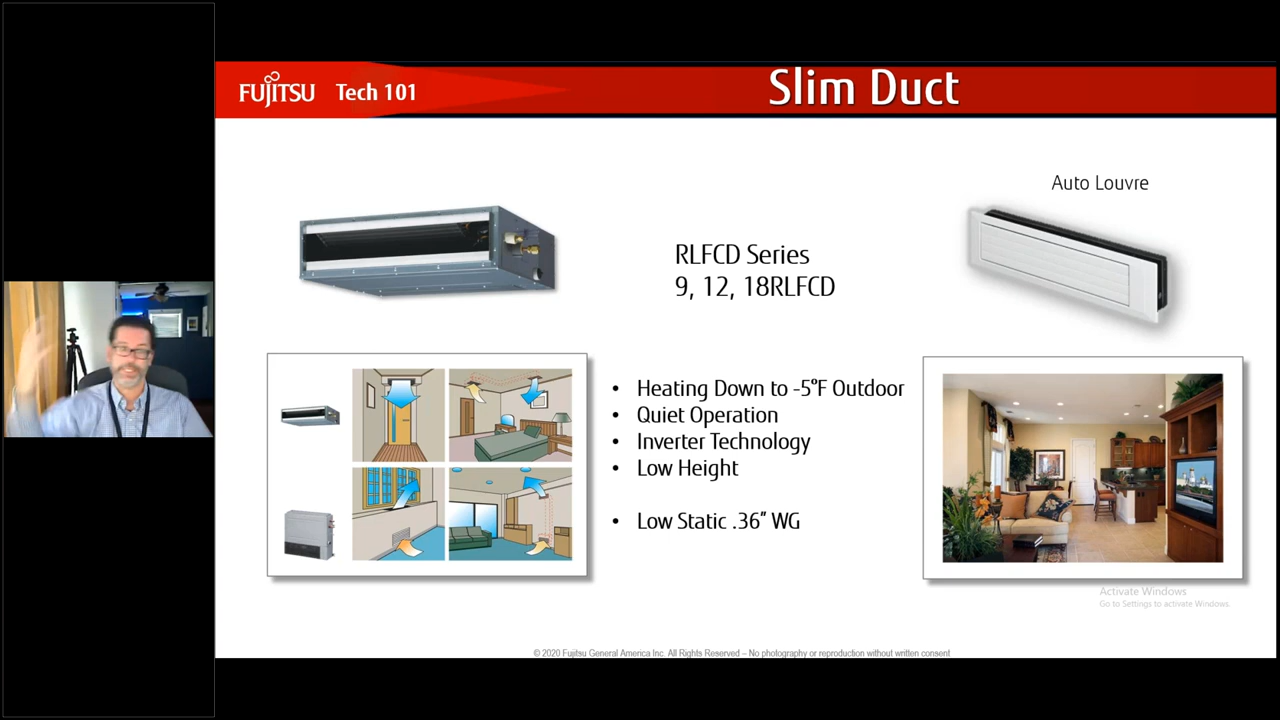 FUJITSU Tech 101
Slim Duct
Auto Louvre
RLFCD Series
9, 12, 18RLFCD
• Heating Down to -5°F Outdoor
• Quiet Operation
• Inverter Technology
• Low Height
• Low Static .36” WG
Activate Windows
Go to Settings to activate Windows.
© 2020 Fujitsu General America Inc. All Rights Reserved – No photography or reproduction without written consent